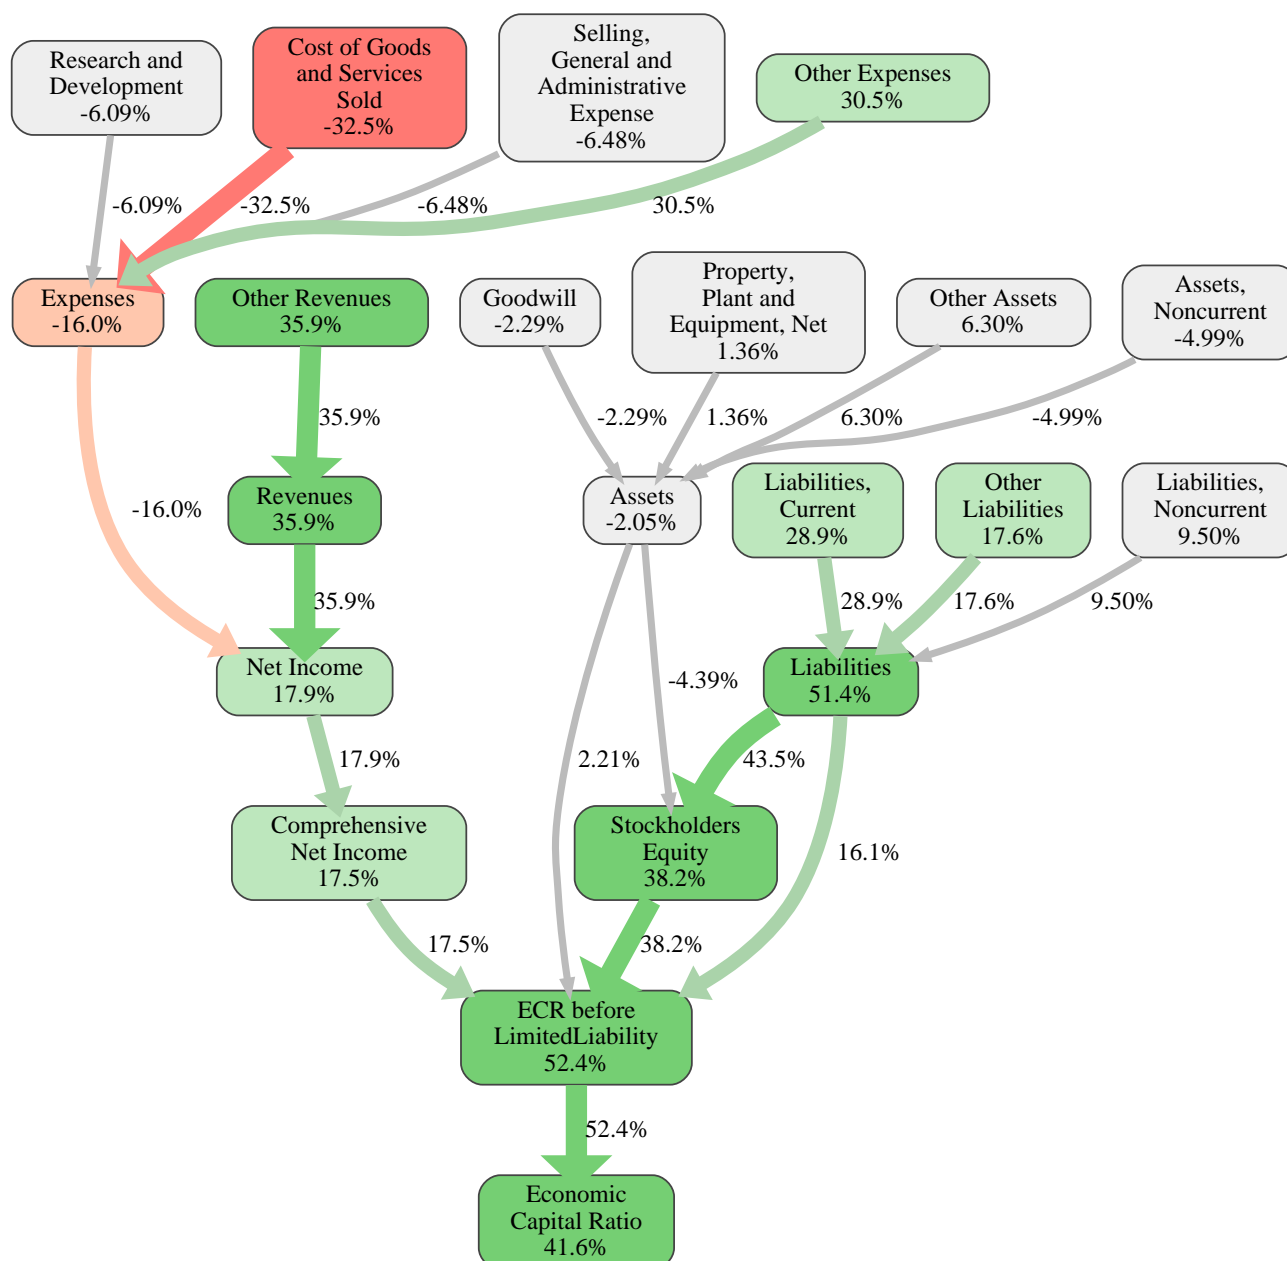 Research and
Development
-6.09%
Cost of Goods
and Services
Sold
-32.5%
Selling,
General and
Administrative
Expense
-6.48%
Other Expenses
30.5%
-6.09%
-32.5%
-6.48%
30.5%
Expenses
-16.0%
Other Revenues
35.9%
Goodwill
-2.29%
Property,
Plant and
Equipment, Net
1.36%
Other Assets
6.30%
Assets,
Noncurrent
-4.99%
35.9%
-2.29%
1.36%
6.30%
-4.99%
-16.0%
Revenues
35.9%
Assets
-2.05%
Liabilities,
Current
28.9%
Other
Liabilities
17.6%
Liabilities,
Noncurrent
9.50%
35.9%
28.9%
17.6%
9.50%
Net Income
17.9%
-4.39%
Liabilities
51.4%
17.9%
2.21%
43.5%
Comprehensive
Net Income
17.5%
Stockholders
Equity
38.2%
16.1%
17.5%
38.2%
ECR before
LimitedLiability
52.4%
52.4%
Economic
Capital Ratio
41.6%